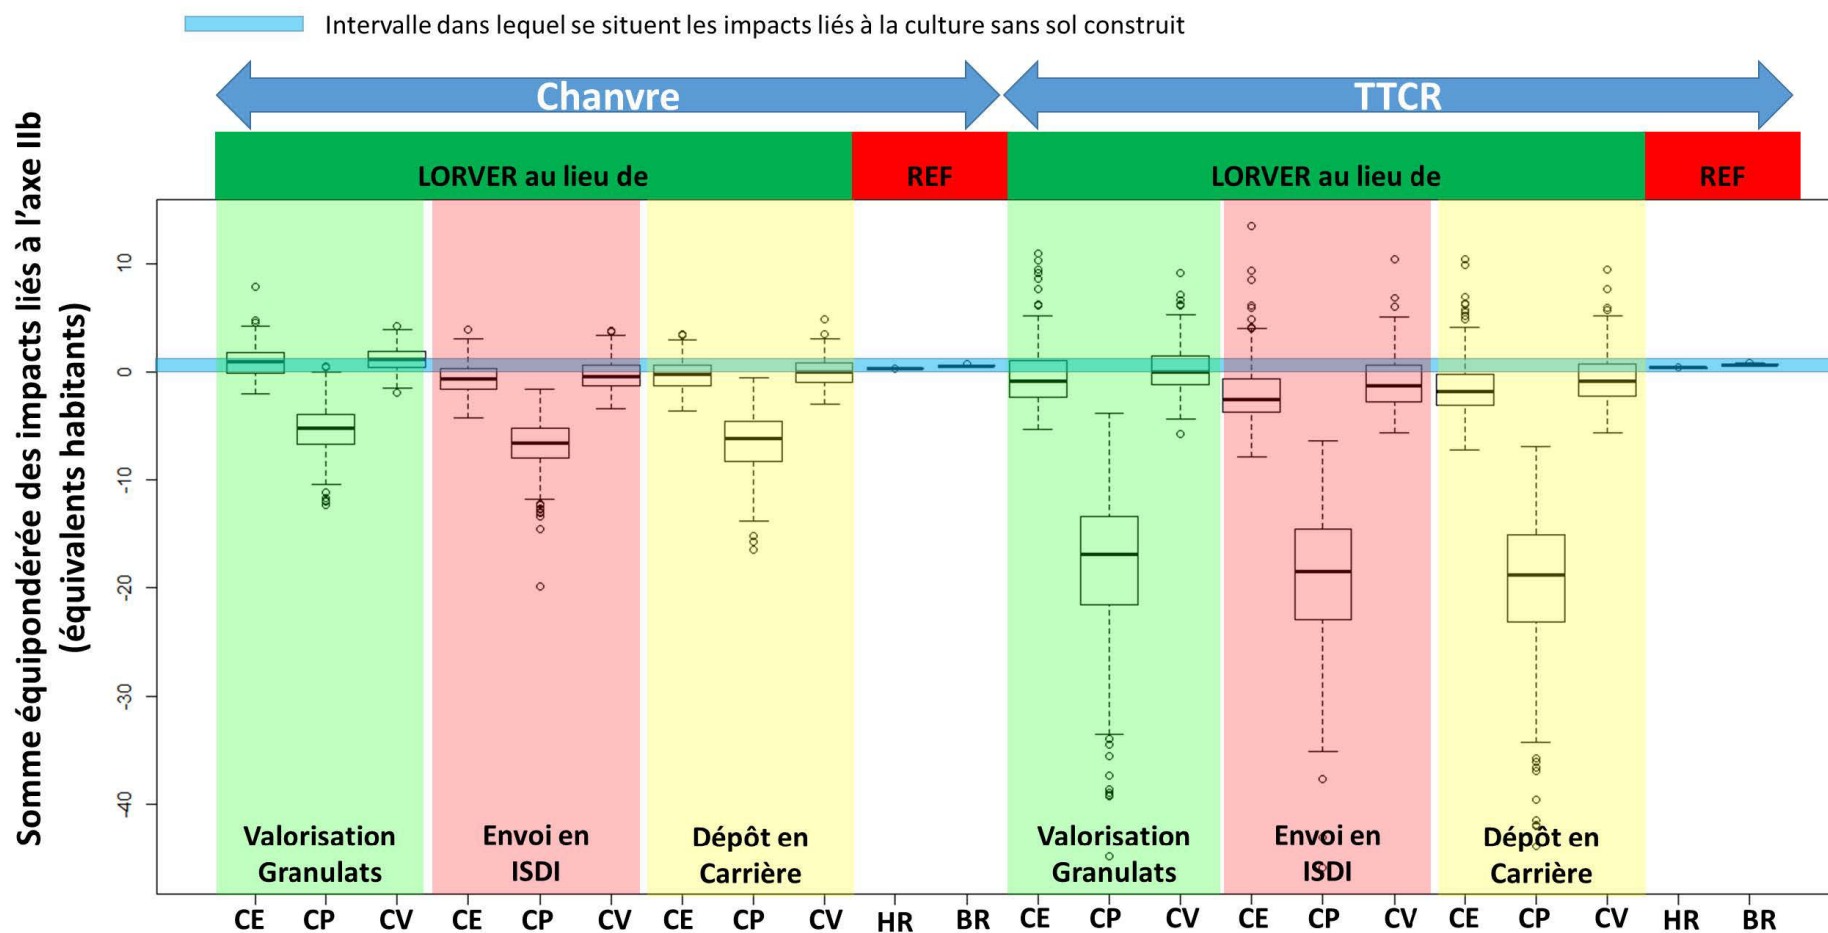 Intervalle dans lequel se situent les impacts liés à la culture sans sol construit
Chanvre
TTCR
LORVER au lieu de
REF
LORVER au lieu de
REF
Somme équipondérée des impacts liés à l'axe IIb
(équivalents habitants)
10
0
-10
-20
-30
-40
Valorisation
Granulats
Envoi en
ISDI
Dépôt en
Carrière
Valorisation
Granulats
Envoi en
ISDI
Dépôt en
Carrière
CE CP CV CE CP CV CE CP CV HR BR CE CP CV CE CP CV CE CP CV HR BR